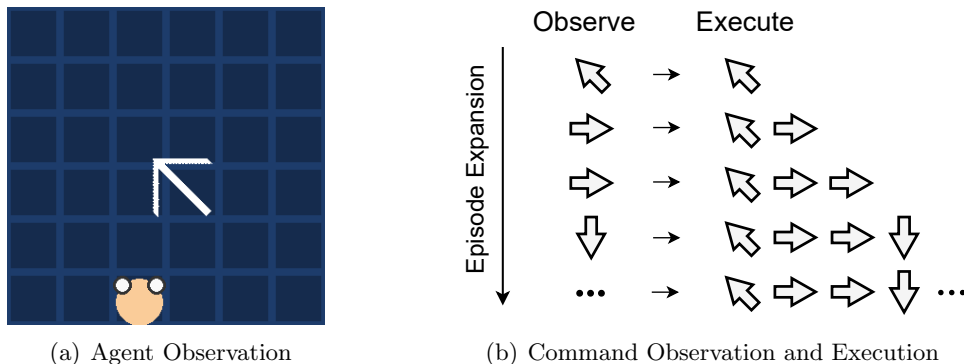 Observe Execute
Episode Expansion
...
...
(a) Agent Observation
(b) Command Observation and Execution